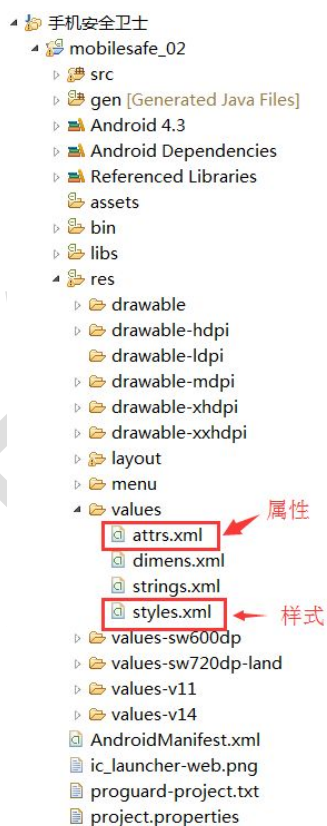 手机安全卫士
mobilesafe_02
src
gen [Generated Java Files]
Android 4.3
Android Dependencies
Referenced Libraries
assets
bin
libs
res
drawable
drawable-hdpi
drawable-ldpi
drawable-mdpi
drawable-xhdpi
drawable-xxhdpi
layout
menu
values
属性
attrs.xml
dimens.xml
strings.xml
styles.xml
样式
values-sw600dp
values-sw720dp-land
values-v11
values-v14
AndroidManifest.xml
ic_launcher-web.png
proguard-project.txt
project.properties